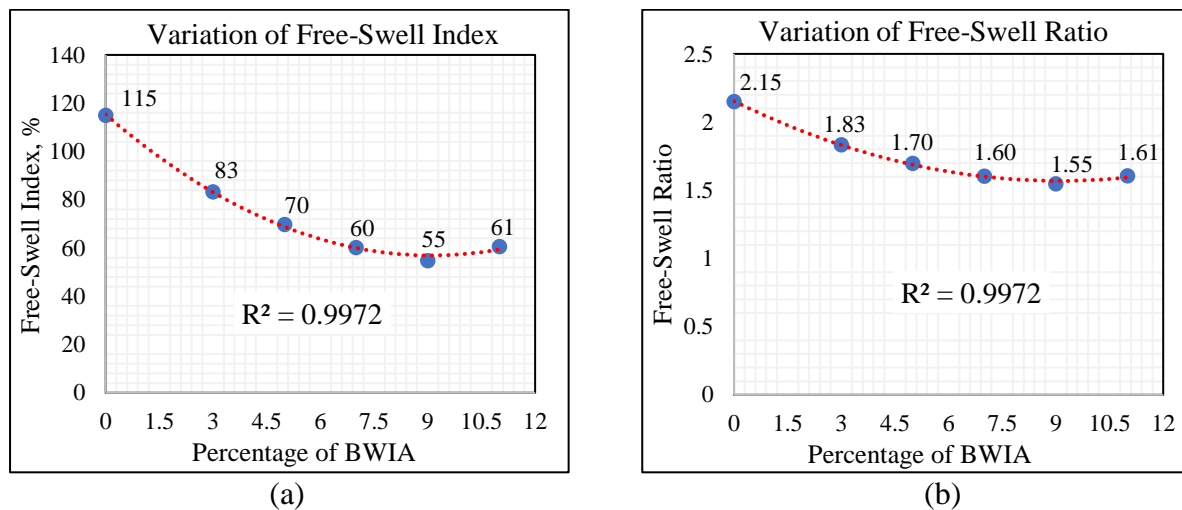 Variation of Free-Swell Index
140
120
100
80
60
40
20
0
Free-Swell Index, %
115
83
70
60
55
61
R² = 0.9972
0 1.5 3 4.5 6 7.5 9 10.5 12
Percentage of BWIA
(a)
Variation of Free-Swell Ratio
2.5
2
1.5
1
0.5
0
Free-Swell Ratio
2.15
1.83
1.70
1.60
1.55
1.61
R² = 0.9972
0 1.5 3 4.5 6 7.5 9 10.5 12
Percentage of BWIA
(b)